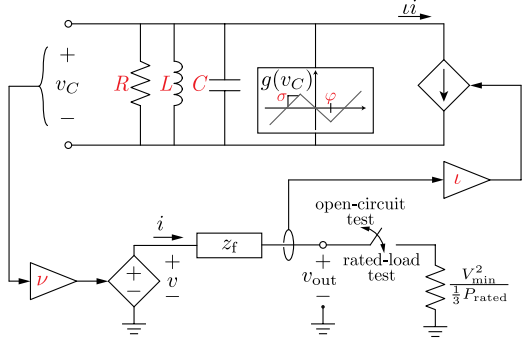 ιi
+
v_C
−
R
L
C
g(v_C)
σ
φ
ι
open-circuit
test
i
z_f
rated-load
test
ν
+
−
+
v
−
+
v_out
−
V_min^2
1/3 P_rated